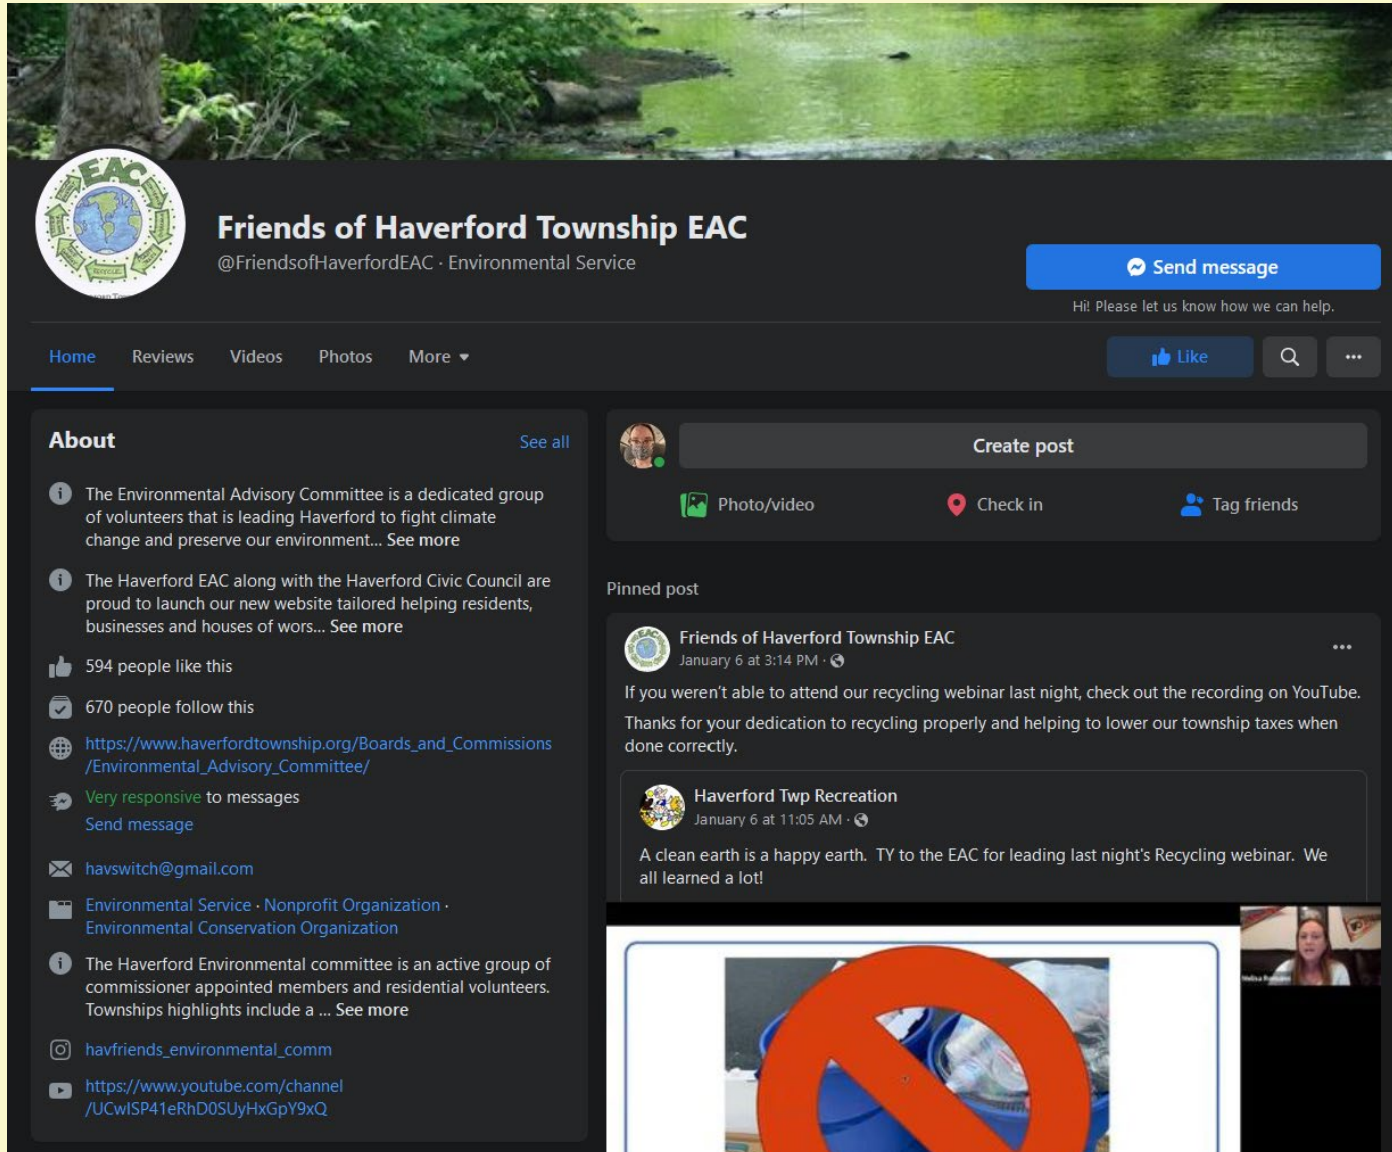 EAC
RECYCLE
Friends of Haverford Township EAC
@FriendsofHaverfordEAC · Environmental Service
Send message
Hi! Please let us know how we can help.
Home
Reviews
Videos
Photos
More
Like
About
See all
The Environmental Advisory Committee is a dedicated group
of volunteers that is leading Haverford to fight climate
change and preserve our environment... See more
The Haverford EAC along with the Haverford Civic Council are
proud to launch our new website tailored helping residents,
businesses and houses of wors... See more
594 people like this
670 people follow this
https://www.haverfordtownship.org/Boards_and_Commissions
/Environmental_Advisory_Committee/
Very responsive to messages
Send message
havswitch@gmail.com
Environmental Service · Nonprofit Organization ·
Environmental Conservation Organization
The Haverford Environmental committee is an active group of
commissioner appointed members and residential volunteers.
Townships highlights include a ... See more
havfriends_environmental_comm
https://www.youtube.com/channel
/UCwISP41eRhD0SUyHxGpY9xQ
Create post
Photo/video
Check in
Tag friends
Pinned post
Friends of Haverford Township EAC
January 6 at 3:14 PM ·
If you weren't able to attend our recycling webinar last night, check out the recording on YouTube.
Thanks for your dedication to recycling properly and helping to lower our township taxes when
done correctly.
Haverford Twp Recreation
January 6 at 11:05 AM ·
A clean earth is a happy earth.  TY to the EAC for leading last night's Recycling webinar.  We
all learned a lot!